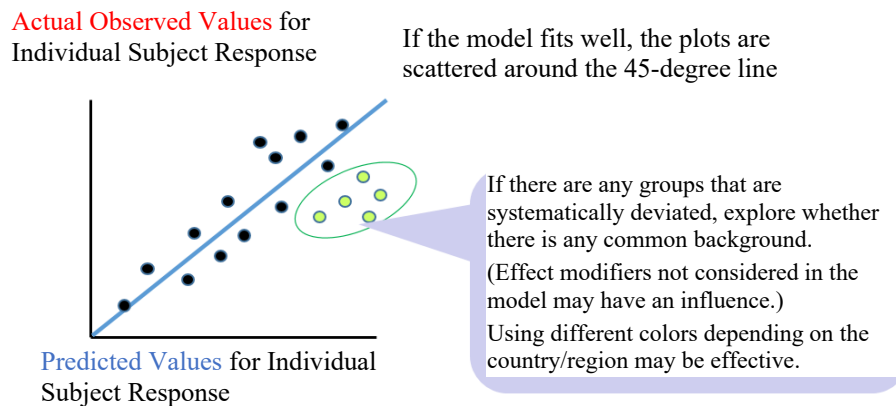 Actual Observed Values for
Individual Subject Response
If the model fits well, the plots are
scattered around the 45-degree line
If there are any groups that are
systematically deviated, explore whether
there is any common background.
(Effect modifiers not considered in the
model may have an influence.)
Using different colors depending on the
country/region may be effective.
Predicted Values for Individual
Subject Response